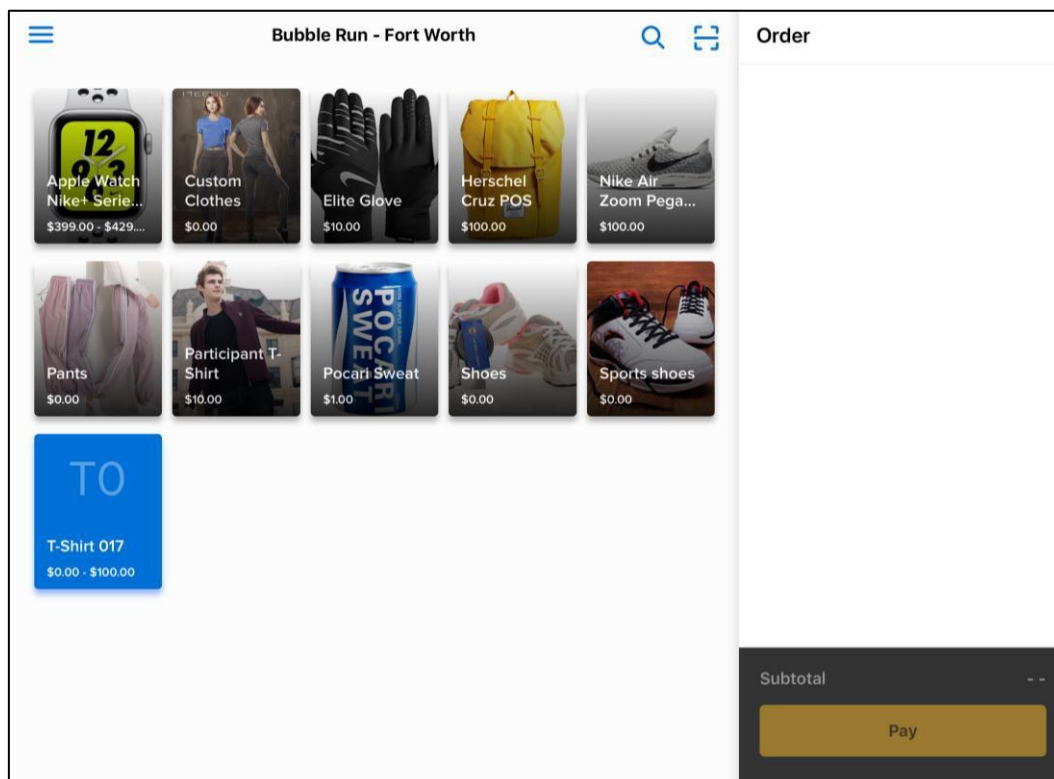 Bubble Run - Fort Worth
Order
Apple Watch
Nike+ Serie...
$399.00 - $429....
Custom
Clothes
$0.00
Elite Glove
$10.00
Herschel
Cruz POS
$100.00
Nike Air
Zoom Pega...
$100.00
Pants
$0.00
Participant T-
Shirt
$10.00
POCARI
SWEAT
Pocari Sweat
$1.00
Shoes
$0.00
Sports shoes
$0.00
TO
T-Shirt 017
$0.00 - $100.00
Subtotal
- -
Pay